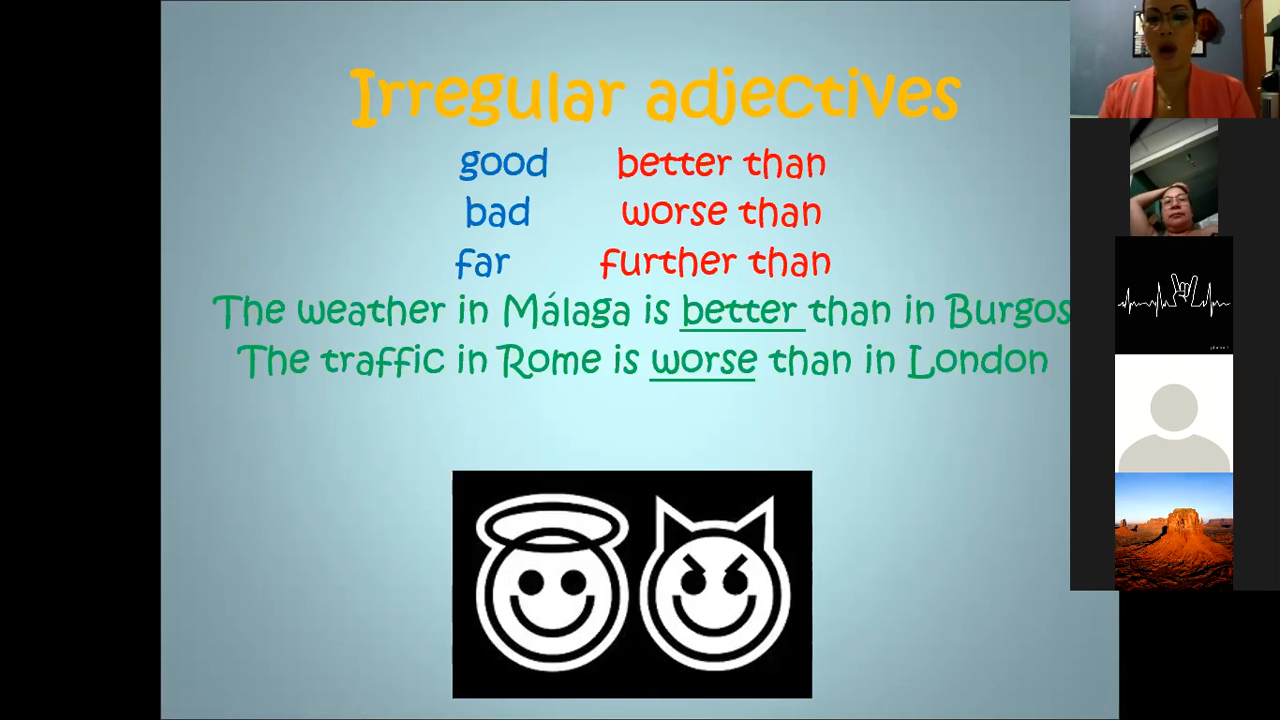 Irregular adjectives
good better than
bad worse than
far further than
The weather in Málaga is better than in Burgos
The traffic in Rome is worse than in London